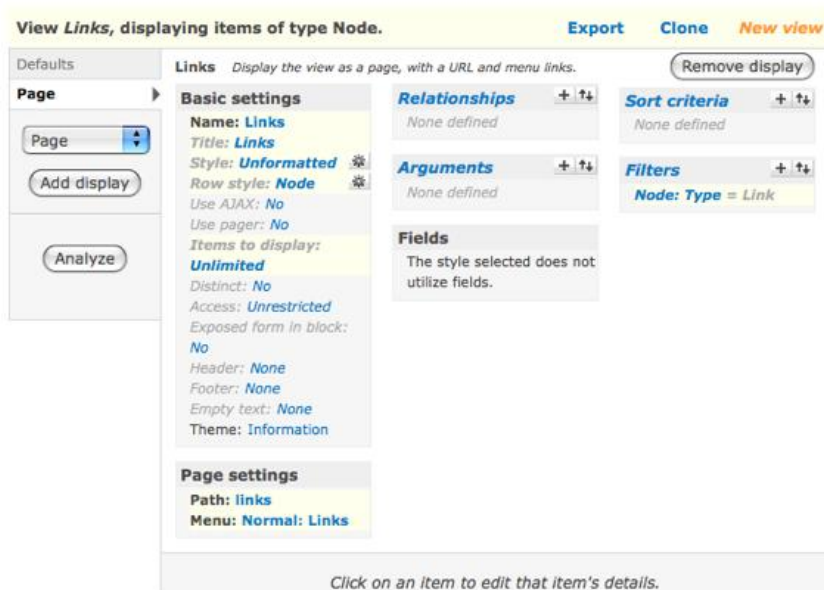 View Links, displaying items of type Node.
Export Clone New view
Defaults
Page
Page
Add display
Analyze
Links Display the view as a page, with a URL and menu links.
Remove display
Basic settings
Name: Links
Title: Links
Style: Unformatted
Row style: Node
Use AJAX: No
Use pager: No
Items to display:
Unlimited
Distinct: No
Access: Unrestricted
Exposed form in block:
No
Header: None
Footer: None
Empty text: None
Theme: Information
Page settings
Path: links
Menu: Normal: Links
Relationships
None defined
Arguments
None defined
Fields
The style selected does not
utilize fields.
Sort criteria
None defined
Filters
Node: Type = Link
Click on an item to edit that item's details.